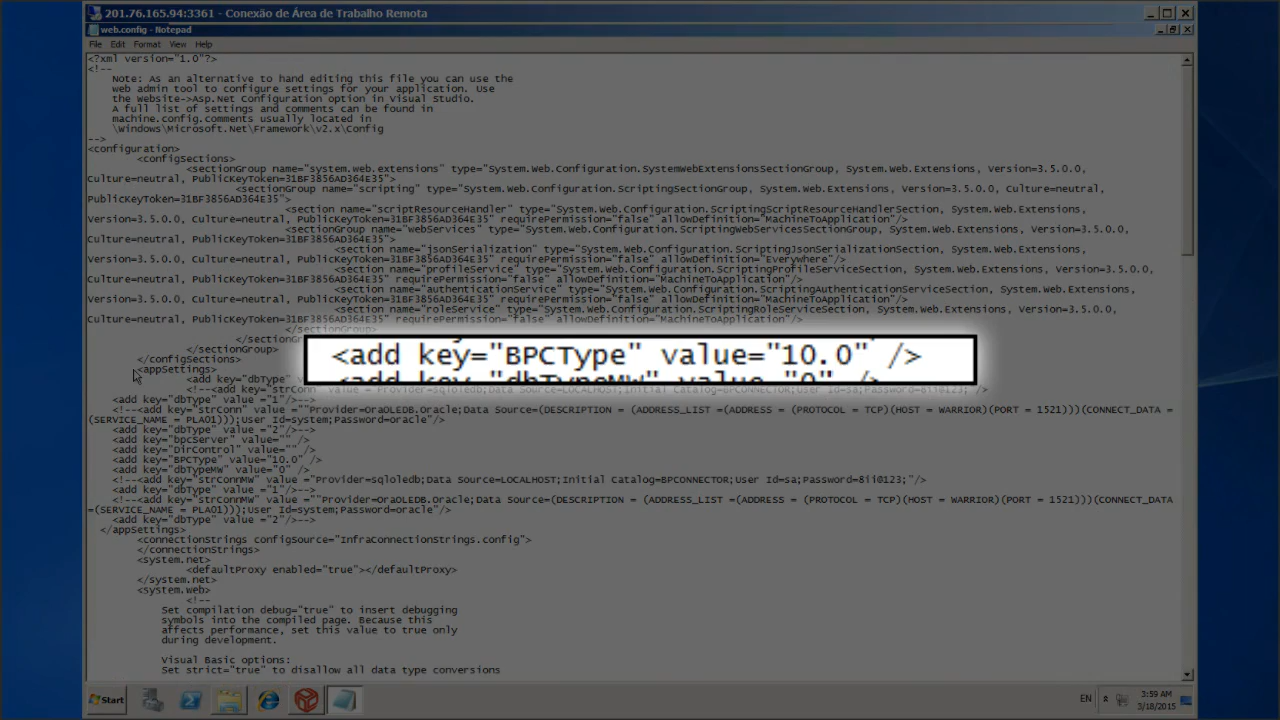 201.76.165.94:3361 - Conexão de Área de Trabalho Remota
web.config - Notepad
File Edit Format View Help
<?xml version="1.0"?>
<!--
Note: As an alternative to hand editing this file you can use the
web admin tool to configure settings for your application. Use
the Website->Asp.Net Configuration option in Visual Studio.
A full list of settings and comments can be found in
machine.config.comments usually located in
\Windows\Microsoft.Net\Framework\v2.x\Config
-->
<configuration>
<configSections>
<sectionGroup name="system.web.extensions" type="System.Web.Configuration.SystemWebExtensionsSectionGroup, System.Web.Extensions, Version=3.5.0.0,
Culture=neutral, PublicKeyToken=31BF3856AD364E35">
<sectionGroup name="scripting" type="System.Web.Configuration.ScriptingSectionGroup, System.Web.Extensions, Version=3.5.0.0, Culture=neutral,
PublicKeyToken=31BF3856AD364E35">
<section name="scriptResourceHandler" type="System.Web.Configuration.ScriptingScriptResourceHandlerSection, System.Web.Extensions,
Version=3.5.0.0, Culture=neutral, PublicKeyToken=31BF3856AD364E35" requirePermission="false" allowDefinition="MachineToApplication"/>
<sectionGroup name="webServices" type="System.Web.Configuration.ScriptingWebServicesSectionGroup, System.Web.Extensions, Version=3.5.0.0,
Culture=neutral, PublicKeyToken=31BF3856AD364E35">
<section name="jsonSerialization" type="System.Web.Configuration.ScriptingJsonSerializationSection, System.Web.Extensions,
Version=3.5.0.0, Culture=neutral, PublicKeyToken=31BF3856AD364E35" requirePermission="false" allowDefinition="Everywhere"/>
<section name="profileService" type="System.Web.Configuration.ScriptingProfileServiceSection, System.Web.Extensions, Version=3.5.0.0,
Culture=neutral, PublicKeyToken=31BF3856AD364E35" requirePermission="false" allowDefinition="MachineToApplication"/>
<section name="authenticationService" type="System.Web.Configuration.ScriptingAuthenticationServiceSection, System.Web.Extensions,
Version=3.5.0.0, Culture=neutral, PublicKeyToken=31BF3856AD364E35" requirePermission="false" allowDefinition="MachineToApplication"/>
<section name="roleService" type="System.Web.Configuration.ScriptingRoleServiceSection, System.Web.Extensions, Version=3.5.0.0,
Culture=neutral, PublicKeyToken=31BF3856AD364E35" requirePermission="false" allowDefinition="MachineToApplication"/>
</sectionGroup>
</sectionGroup>
<add key="BPCType" value="10.0" />
</configSections>
<appSettings>
<add key="dbType"
<!--<add key="strConn" value = Provider=sqloledb;Data Source=LOCALHOST;Initial Catalog=BPCONNECTOR;User Id=sa;Password=8ii0123; "/>
<add key="dbType" value ="1"/>-->
<!--<add key="strConn" value =""Provider=OraOLEDB.Oracle;Data Source=(DESCRIPTION = (ADDRESS_LIST =(ADDRESS = (PROTOCOL = TCP)(HOST = WARRIOR)(PORT = 1521)))(CONNECT_DATA =
(SERVICE_NAME = PLA01)));User Id=system;Password=oracle"/>
<add key="dbType" value ="2"/>-->
<add key="bpcServer" value="" />
<add key="DirControl" value="" />
<add key="BPCType" value="10.0" />
<add key="dbTypeMW" value="0" />
<!--<add key="strConnMW" value ="Provider=sqloledb;Data Source=LOCALHOST;Initial Catalog=BPCONNECTOR;User Id=sa;Password=8ii0123;"/>
<add key="dbType" value ="1"/>-->
<!--<add key="strConnMW" value =""Provider=OraOLEDB.Oracle;Data Source=(DESCRIPTION = (ADDRESS_LIST =(ADDRESS = (PROTOCOL = TCP)(HOST = WARRIOR)(PORT = 1521)))(CONNECT_DATA
=(SERVICE_NAME = PLA01)));User Id=system;Password=oracle"/>
<add key="dbType" value ="2"/>-->
</appSettings>
<connectionStrings configSource="InfraConnectionStrings.config">
</connectionStrings>
<system.net>
<defaultProxy enabled="true"></defaultProxy>
</system.net>
<system.web>
<!--
Set compilation debug="true" to insert debugging
symbols into the compiled page. Because this
affects performance, set this value to true only
during development.
Visual Basic options:
Set strict="true" to disallow all data type conversions
Start
EN
3:59 AM
3/18/2015